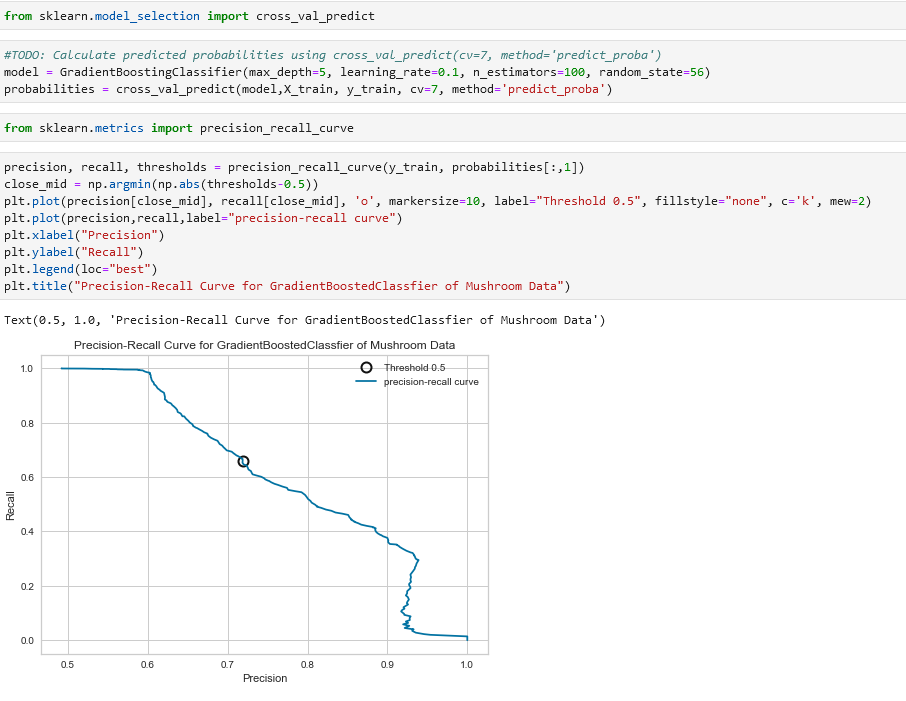 from sklearn.model_selection import cross_val_predict
#TODO: Calculate predicted probabilities using cross_val_predict(cv=7, method='predict_proba')
model = GradientBoostingClassifier(max_depth=5, learning_rate=0.1, n_estimators=100, random_state=56)
probabilities = cross_val_predict(model,X_train, y_train, cv=7, method='predict_proba')
from sklearn.metrics import precision_recall_curve
precision, recall, thresholds = precision_recall_curve(y_train, probabilities[:,1])
close_mid = np.argmin(np.abs(thresholds-0.5))
plt.plot(precision[close_mid], recall[close_mid], 'o', markersize=10, label="Threshold 0.5", fillstyle="none", c='k', mew=2)
plt.plot(precision,recall,label="precision-recall curve")
plt.xlabel("Precision")
plt.ylabel("Recall")
plt.legend(loc="best")
plt.title("Precision-Recall Curve for GradientBoostedClassfier of Mushroom Data")
Text(0.5, 1.0, 'Precision-Recall Curve for GradientBoostedClassfier of Mushroom Data')
Precision-Recall Curve for GradientBoostedClassfier of Mushroom Data
Threshold 0.5
precision-recall curve
1.0
0.8
0.6
0.4
0.2
0.0
Recall
0.5 0.6 0.7 0.8 0.9 1.0
Precision